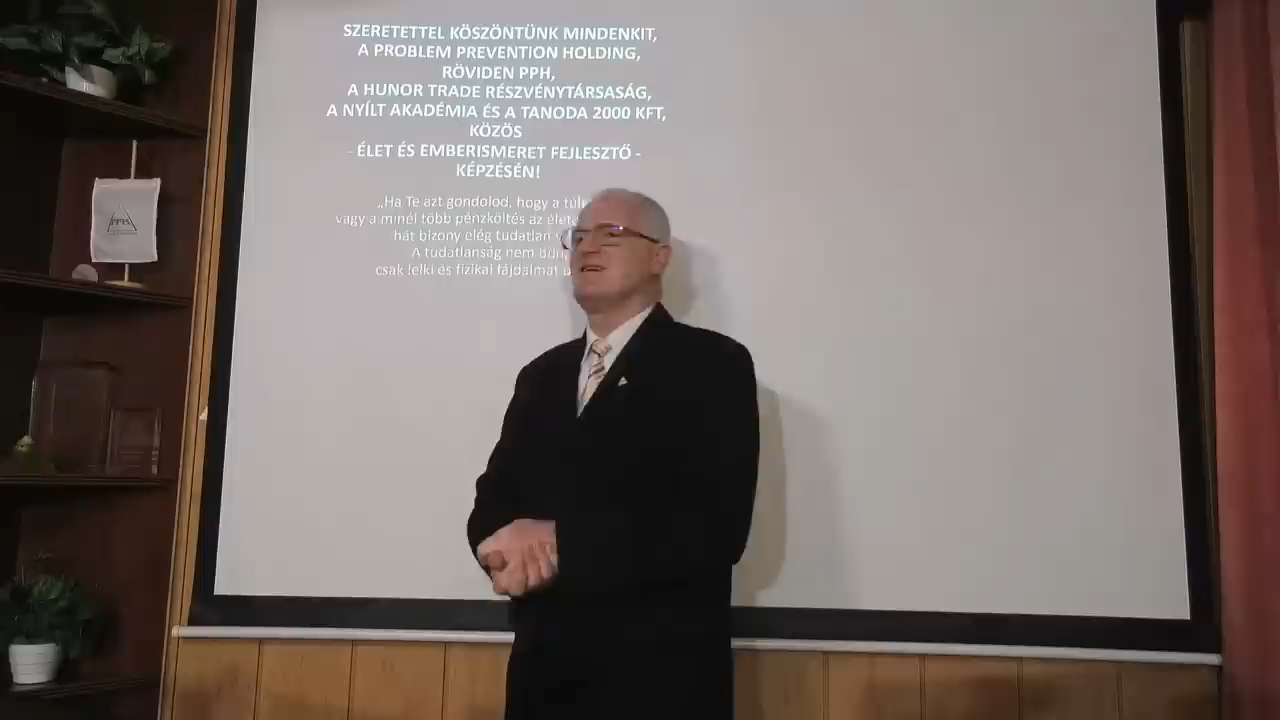 SZERETETTEL KÖSZÖNTÜNK MINDENKIT,
A PROBLEM PREVENTION HOLDING,
RÖVIDEN PPH,
A HUNOR TRADE RÉSZVÉNYTÁRSASÁG,
A NYÍLT AKADÉMIA ÉS A TANODA 2000 KFT,
KÖZÖS
- ÉLET ÉS EMBERISMERET FEJLESZTŐ -
KÉPZÉSÉN!
„Ha Te azt gondolod, hogy a
vagy a minél több pénzköltés az
hát bizony elég tudatlan
A tudatlanság nem
csak lelki és fizikai fájdalmat